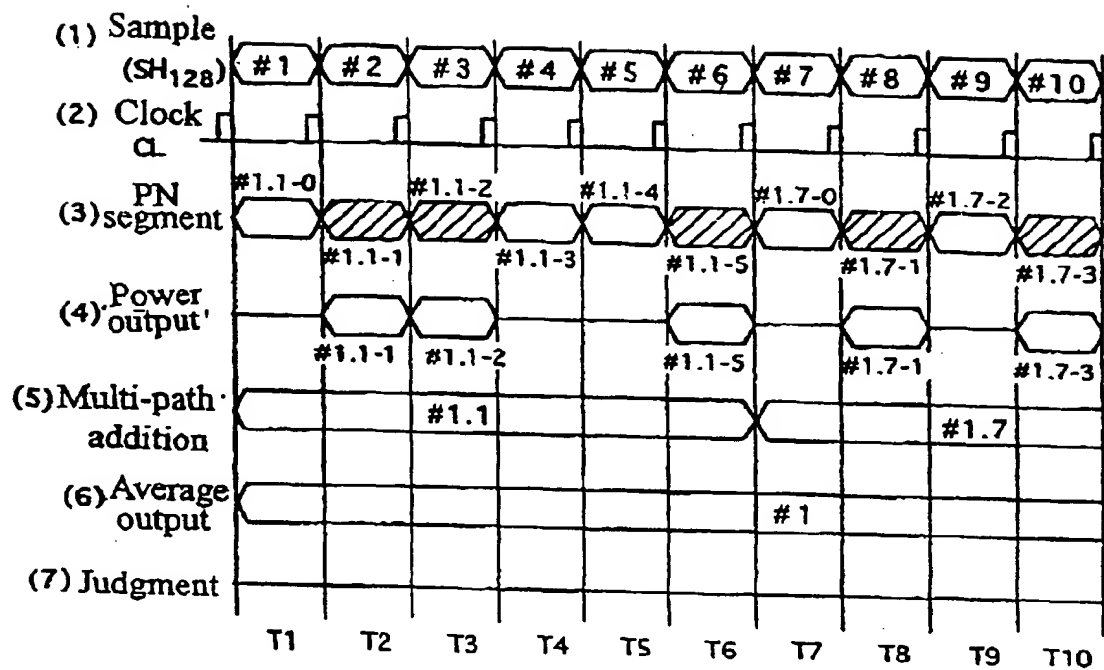 (1) Sample
(SH128) #1 #2 #3 #4 #5 #6 #7 #8 #9 #10
(2) Clock
CL
#1.1-0 #1.1-2 #1.1-4 #1.7-0 #1.7-2
(3) PN segment
#1.1-1 #1.1-3 #1.1-5 #1.7-1 #1.7-3
(4) Power output
#1.1-1 #1.1-2 #1.1-5 #1.7-1 #1.7-3
(5) Multi-path
addition #1.1 #1.7
(6) Average
output #1
(7) Judgment
T1 T2 T3 T4 T5 T6 T7 T8 T9 T10